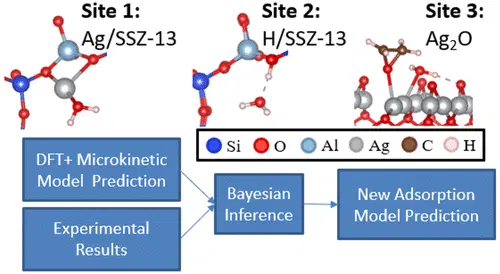 Site 1:
Ag/SSZ-13
Site 2:
H/SSZ-13
Site 3:
Ag₂O
Si O Al Ag C H
DFT+ Microkinetic
Model Prediction
Experimental
Results
Bayesian
Inference
New Adsorption
Model Prediction